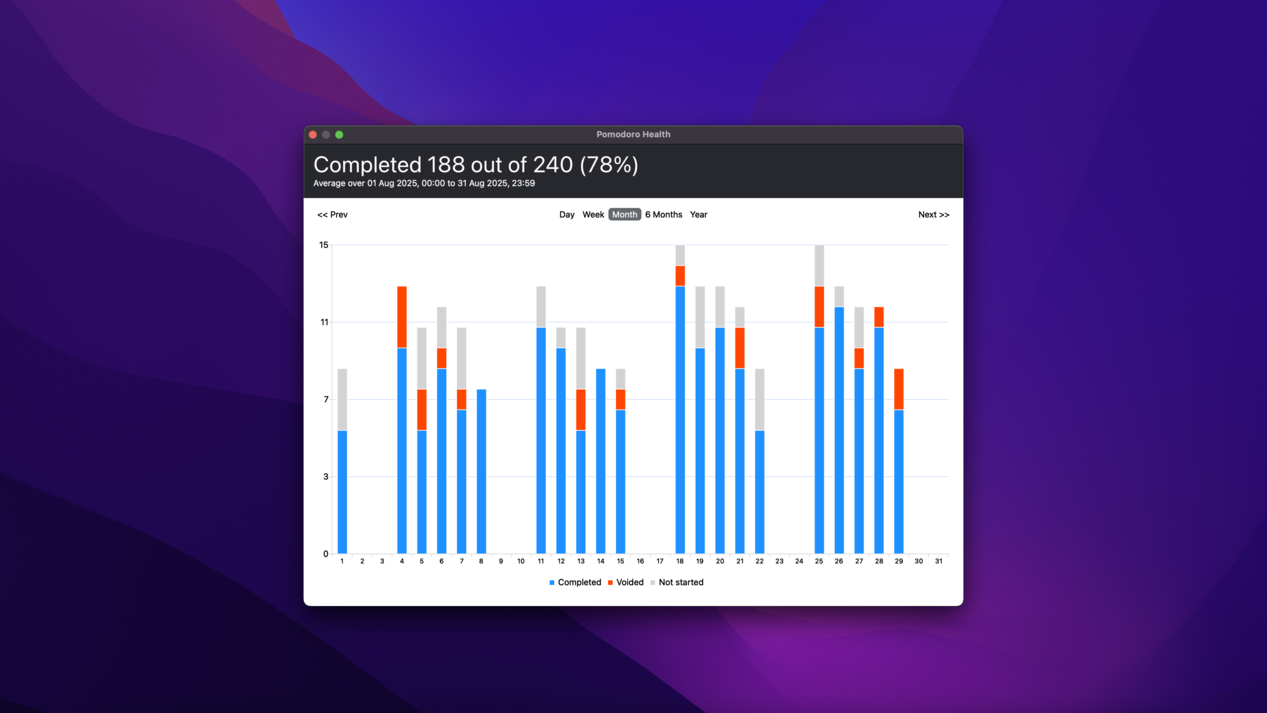 Pomodoro Health
Completed 188 out of 240 (78%)
Average over 01 Aug 2025, 00:00 to 31 Aug 2025, 23:59
<< Prev Day Week Month 6 Months Year Next >>
15
11
7
3
0
1 2 3 4 5 6 7 8 9 10 11 12 13 14 15 16 17 18 19 20 21 22 23 24 25 26 27 28 29 30 31
Completed Voided Not started